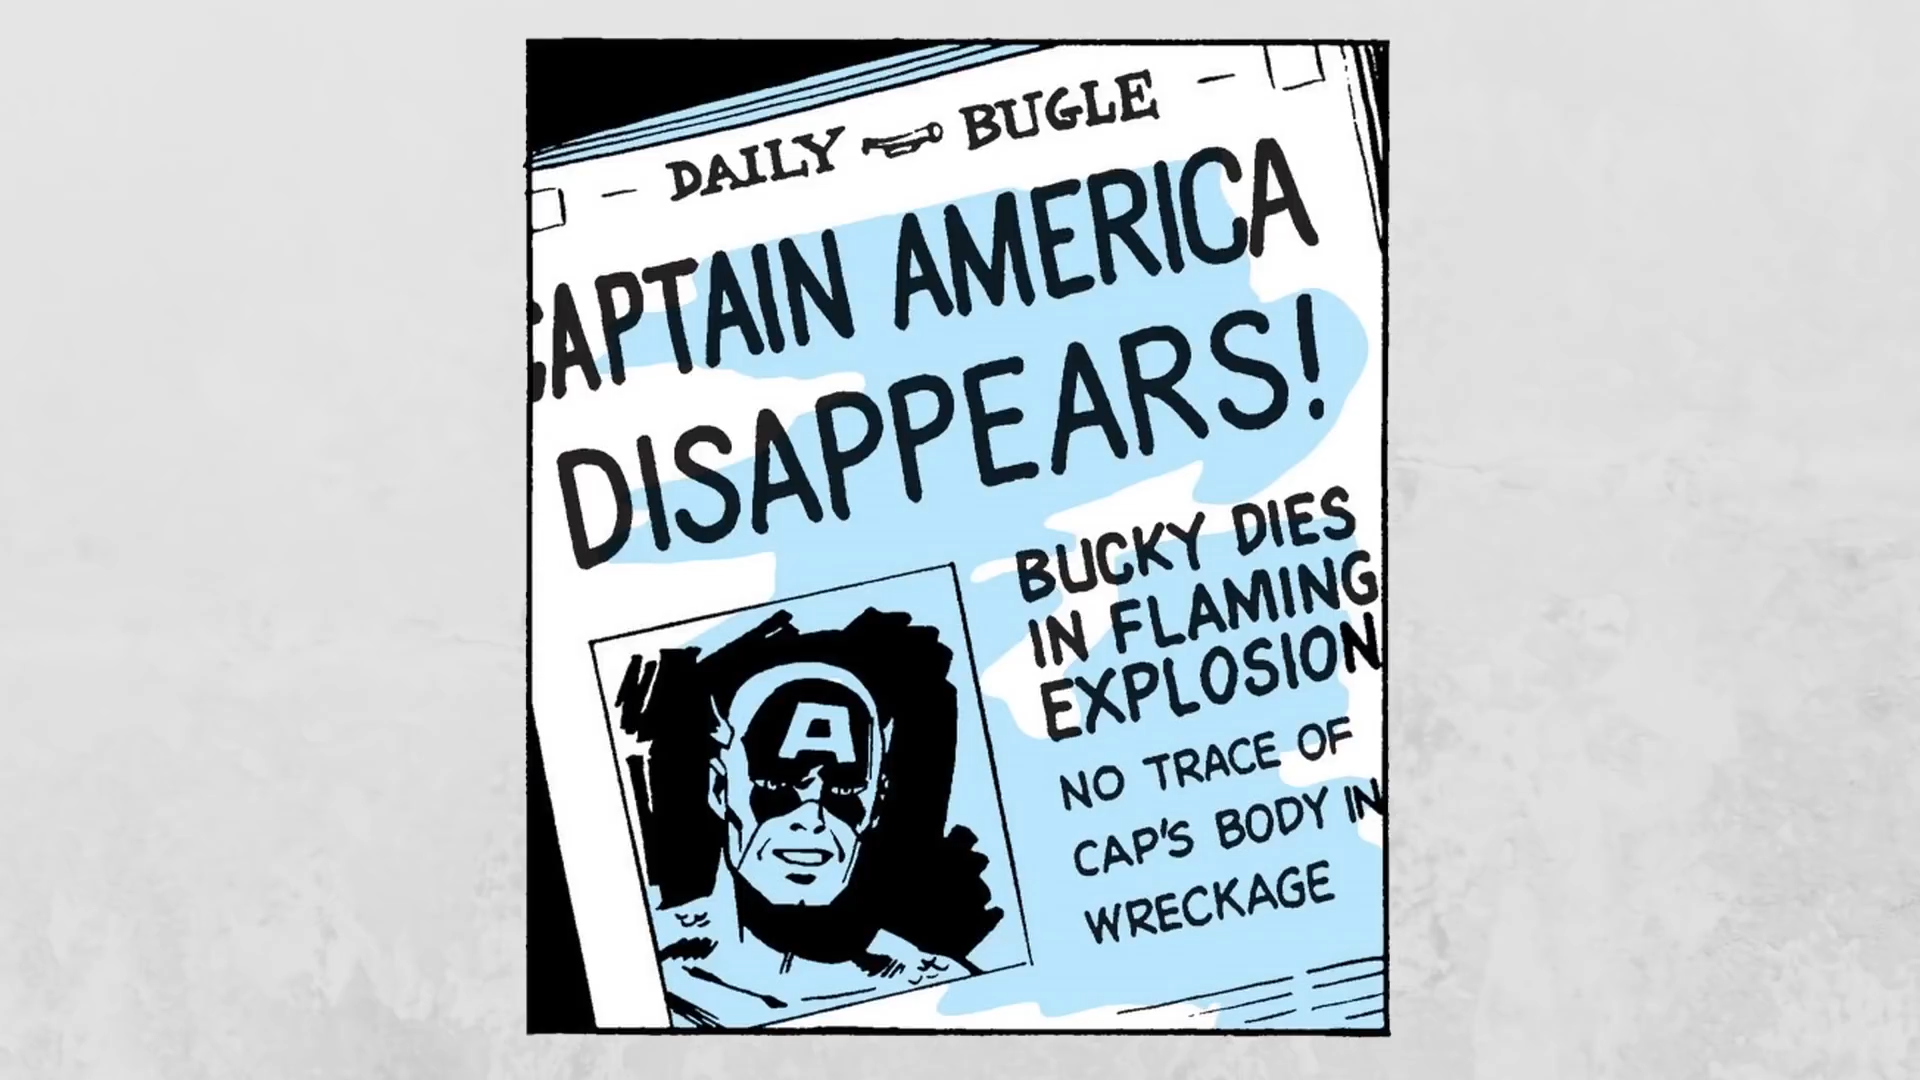 DAILY BUGLE
CAPTAIN AMERICA
DISAPPEARS!
BUCKY DIES
IN FLAMING
EXPLOSION
NO TRACE OF
CAP'S BODY IN
WRECKAGE
A